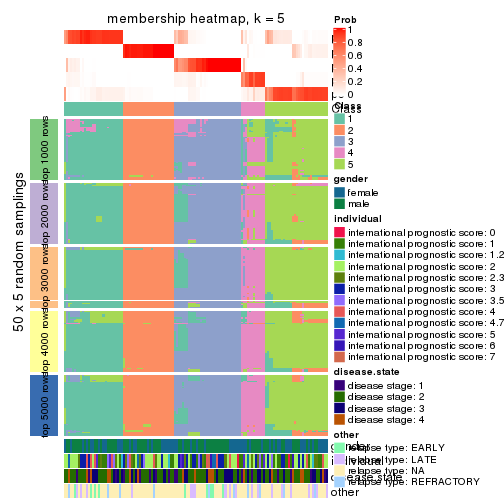 membership heatmap, k = 5
50 x 5 random samplings
top 1000 rows
top 2000 rows
top 3000 rows
top 4000 rows
top 5000 rows
Prob
1
0.8
0.6
0.4
0.2
0
Class
Class
1
2
3
4
5
gender
female
male
individual
international prognostic score: 0
international prognostic score: 1
international prognostic score: 1.2
international prognostic score: 2
international prognostic score: 2.3
international prognostic score: 3
international prognostic score: 3.5
international prognostic score: 4
international prognostic score: 4.7
international prognostic score: 5
international prognostic score: 6
international prognostic score: 7
disease.state
disease stage: 1
disease stage: 2
disease stage: 3
disease stage: 4
other
relapse type: EARLY
relapse type: LATE
relapse type: NA
relapse type: REFRACTORY
gender
individual
disease.state
other